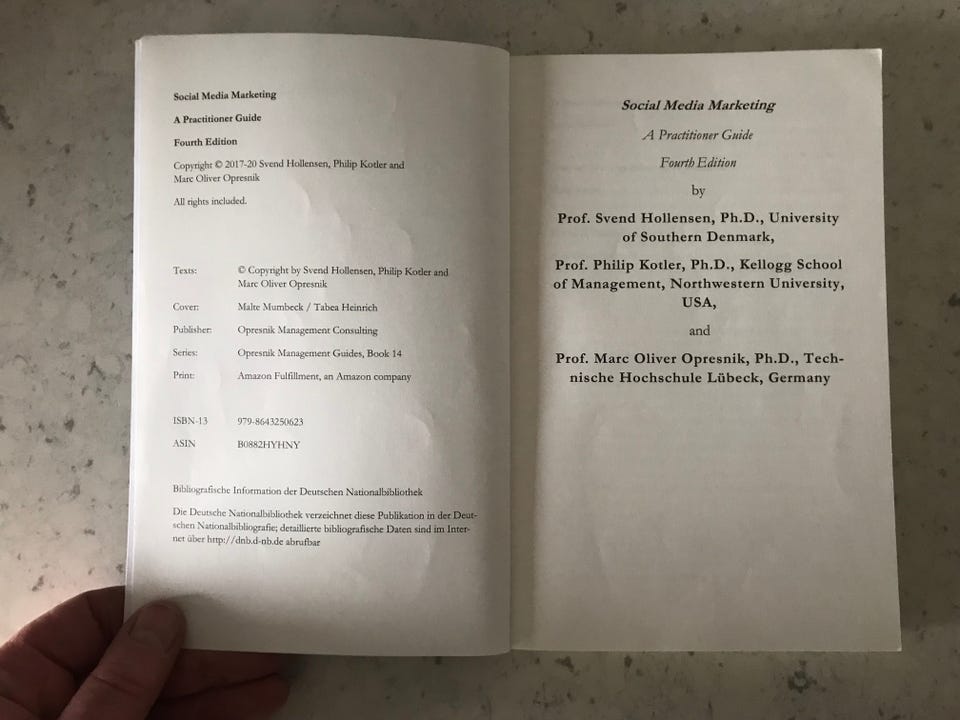 Social Media Marketing
A Practitioner Guide
Fourth Edition
Copyright © 2017-20 Svend Hollensen, Philip Kotler and
Marc Oliver Opresnik
All rights included.
Texts: © Copyright by Svend Hollensen, Philip Kotler and
Marc Oliver Opresnik
Cover: Malte Mumbeck / Tabea Heinrich
Publisher: Opresnik Management Consulting
Series: Opresnik Management Guides, Book 14
Print: Amazon Fulfillment, an Amazon company
ISBN-13 979-8643250623
ASIN B0882HYHNY
Bibliografische Information der Deutschen Nationalbibliothek
Die Deutsche Nationalbibliothek verzeichnet diese Publikation in der Deut-
schen Nationalbibliografie; detaillierte bibliografische Daten sind im Inter-
net über http://dnb.d-nb.de abrufbar
Social Media Marketing
A Practitioner Guide
Fourth Edition
by
Prof. Svend Hollensen, Ph.D., University
of Southern Denmark,
Prof. Philip Kotler, Ph.D., Kellogg School
of Management, Northwestern University,
USA,
and
Prof. Marc Oliver Opresnik, Ph.D., Tech-
nische Hochschule Lübeck, Germany